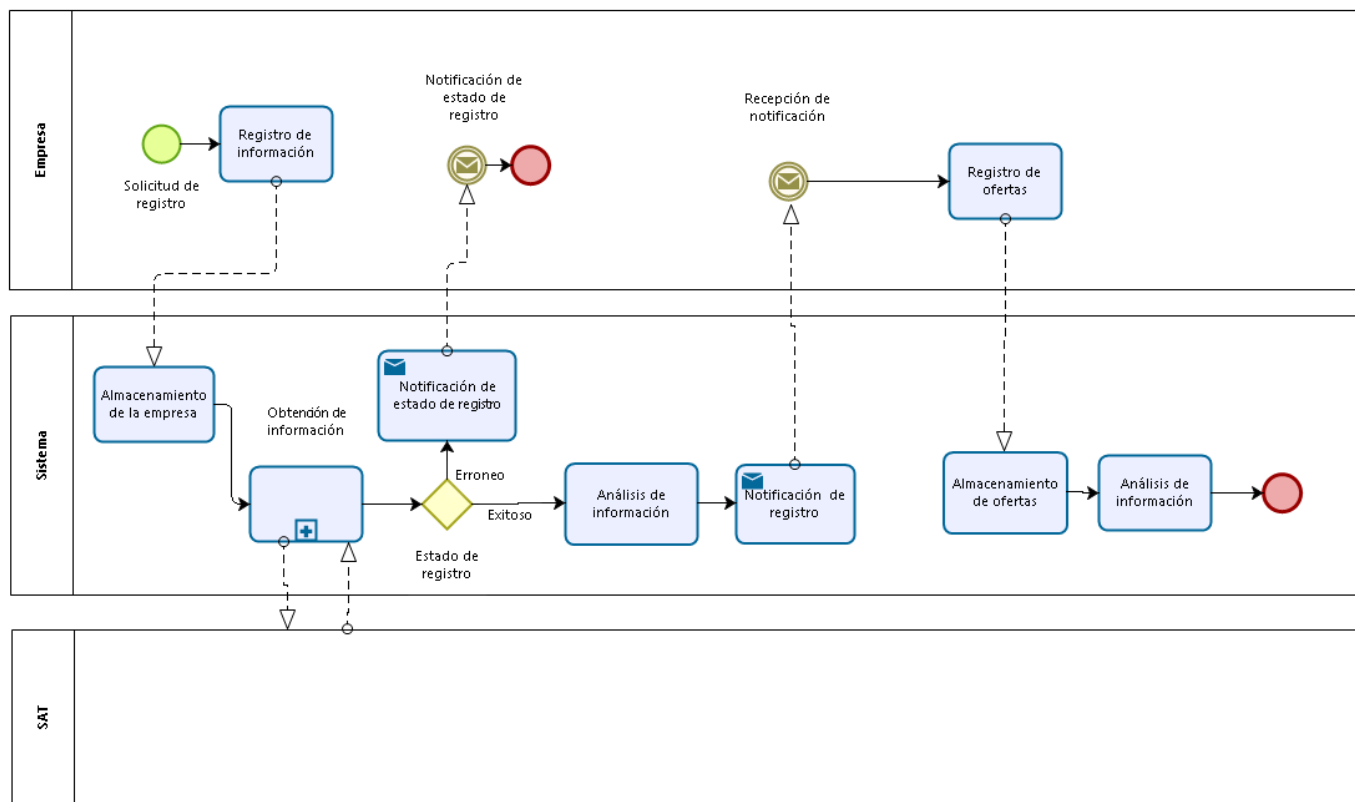 Empresa
Solicitud de
registro
Registro de
información
Notificación de
estado de
registro
Recepción de
notificación
Registro de
ofertas
Sistema
Almacenamiento
de la empresa
Obtención de
información
Notificación de
estado de registro
Erroneo
Exitoso
Estado de
registro
Análisis de
información
Notificación de
registro
Almacenamiento
de ofertas
Análisis de
información
SAT